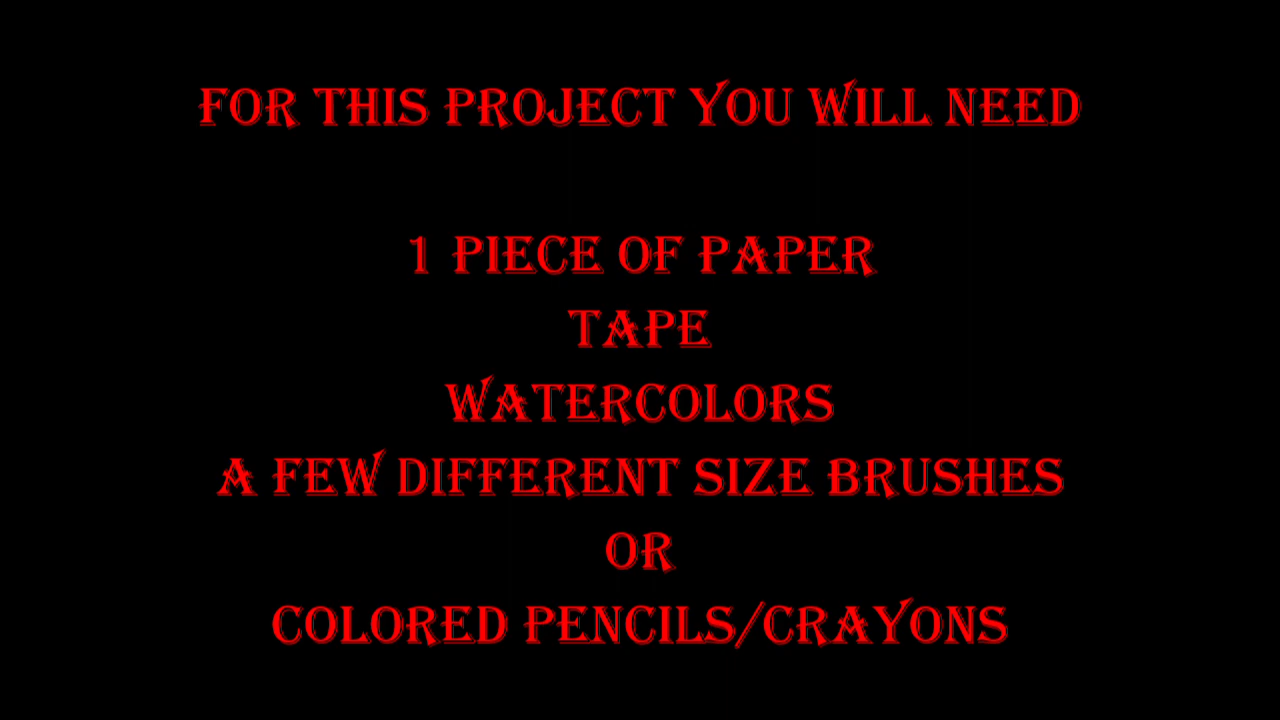 FOR THIS PROJECT YOU WILL NEED
1 PIECE OF PAPER
TAPE
WATERCOLORS
A FEW DIFFERENT SIZE BRUSHES
OR
COLORED PENCILS/CRAYONS